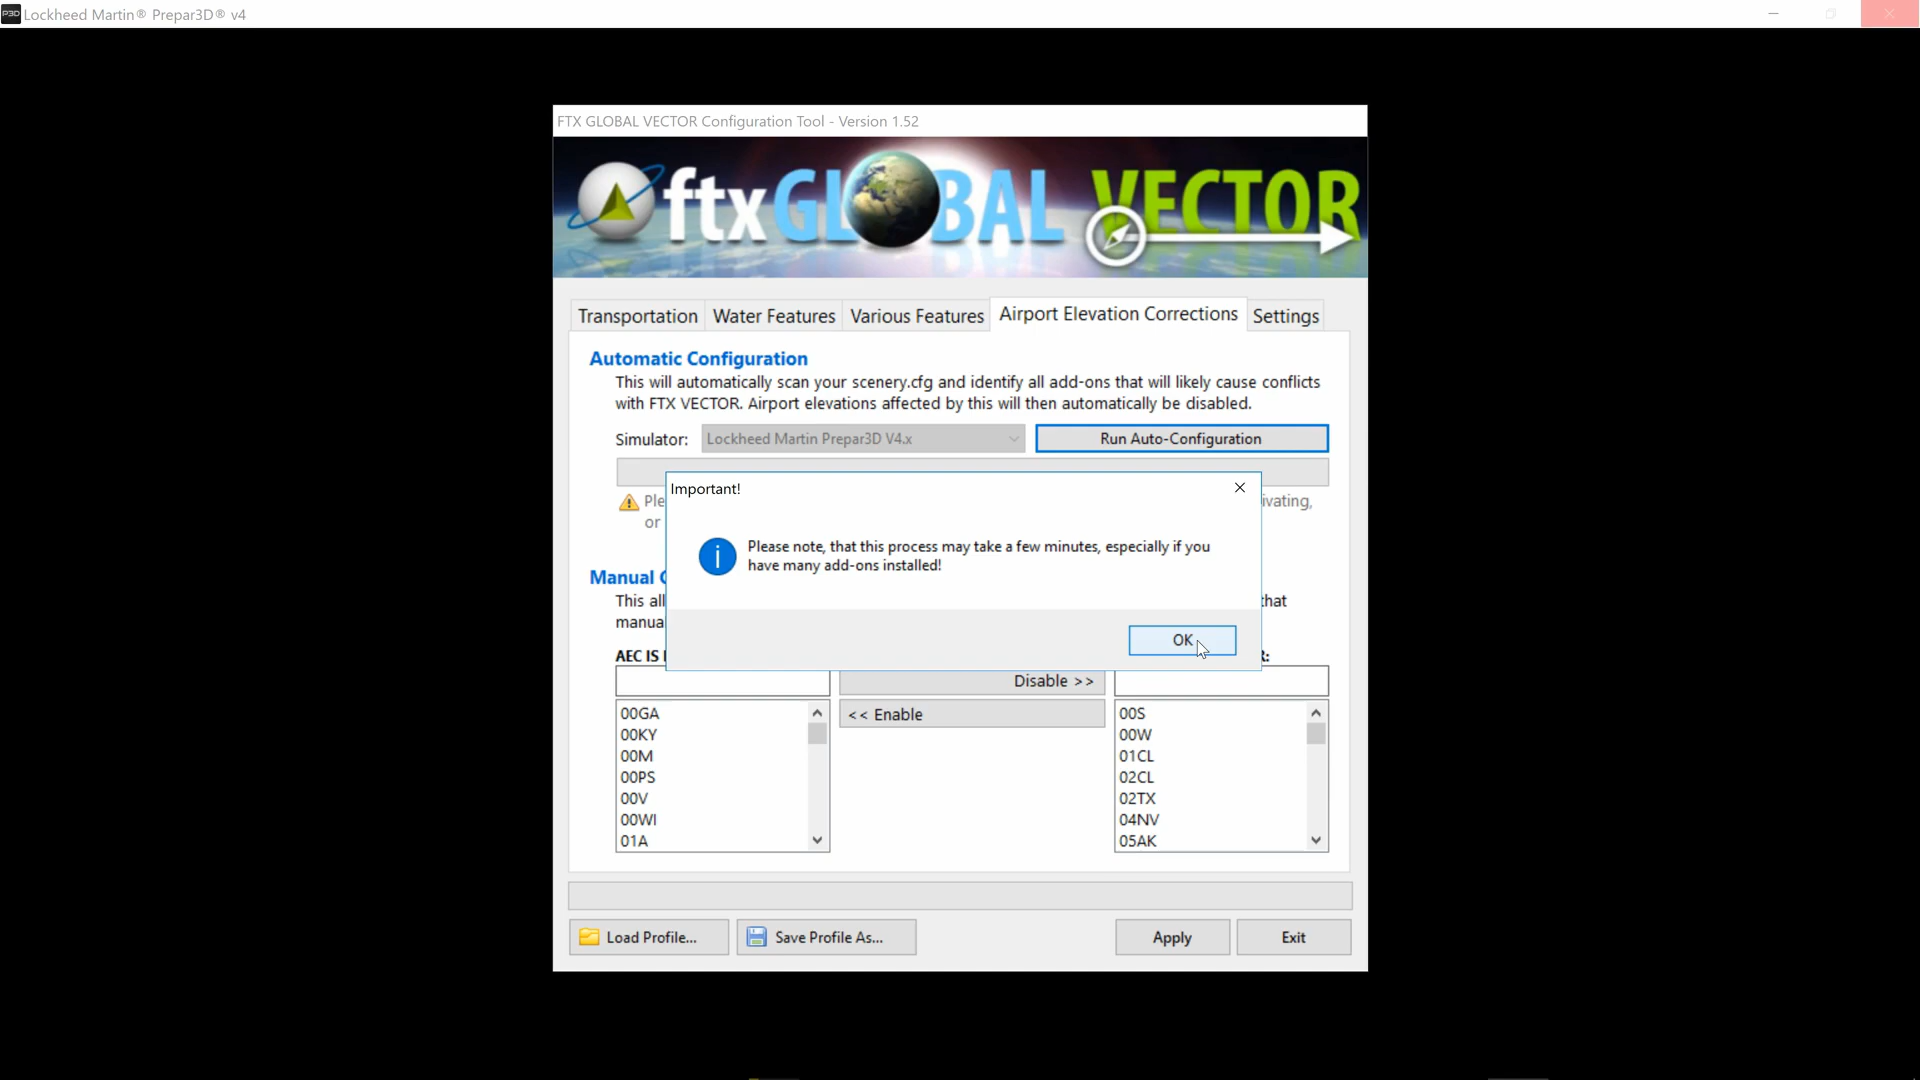 P3D Lockheed Martin® Prepar3D® v4
FTX GLOBAL VECTOR Configuration Tool - Version 1.52
ftx GLOBAL VECTOR
Transportation Water Features Various Features Airport Elevation Corrections Settings
Automatic Configuration
This will automatically scan your scenery.cfg and identify all add-ons that will likely cause conflicts
with FTX VECTOR. Airport elevations affected by this will then automatically be disabled.
Simulator: Lockheed Martin Prepar3D V4.x Run Auto-Configuration
Important!
Ple ivating,
or
Please note, that this process may take a few minutes, especially if you
have many add-ons installed!
Manual
This all that
manua
OK
AEC IS R:
Disable >>
<< Enable
00GA
00KY
00M
00PS
00V
00WI
01A
00S
00W
01CL
02CL
02TX
04NV
05AK
Load Profile... Save Profile As... Apply Exit